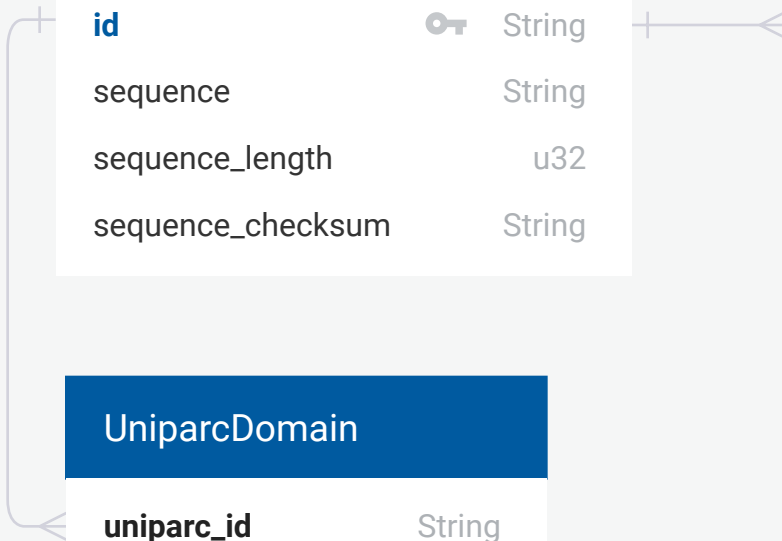 id String
sequence String
sequence_length u32
sequence_checksum String
UniparcDomain
uniparc_id String